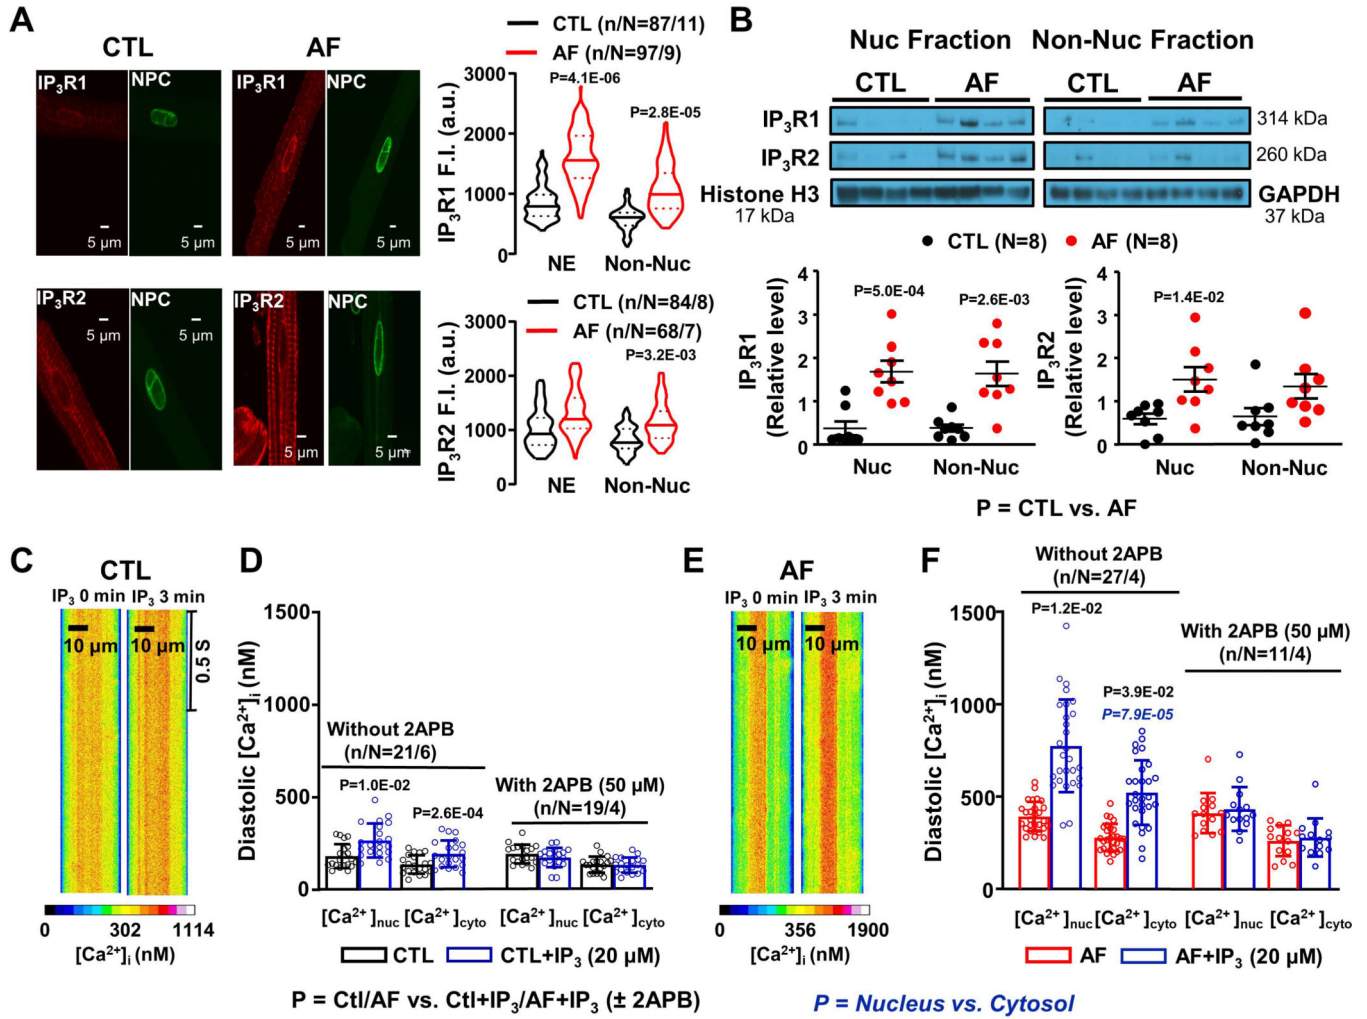 A
CTL
AF
IP₃R1
NPC
IP₃R1
NPC
5 µm
5 µm
5 µm
5 µm
IP₃R2
NPC
IP₃R2
NPC
5 µm
5 µm
5 µm
5 µm
CTL (n/N=87/11)
AF (n/N=97/9)
IP₃R1 F.I. (a.u.)
3000
2000
1000
0
P=4.1E-06
P=2.8E-05
NE
Non-Nuc
CTL (n/N=84/8)
AF (n/N=68/7)
IP₃R2 F.I. (a.u.)
3000
2000
1000
0
P=3.2E-03
NE
Non-Nuc
B
Nuc Fraction
Non-Nuc Fraction
CTL
AF
CTL
AF
IP₃R1
314 kDa
IP₃R2
260 kDa
Histone H3
17 kDa
GAPDH
37 kDa
CTL (N=8)
AF (N=8)
IP₃R1
(Relative level)
4
3
2
1
0
P=5.0E-04
P=2.6E-03
Nuc
Non-Nuc
IP₃R2
(Relative level)
4
3
2
1
0
P=1.4E-02
Nuc
Non-Nuc
P = CTL vs. AF
C
CTL
IP₃ 0 min
IP₃ 3 min
10 µm
10 µm
0.5 S
0
302
1114
[Ca²⁺]i (nM)
D
Diastolic [Ca²⁺]i (nM)
1500
1000
500
0
Without 2APB
(n/N=21/6)
P=1.0E-02
P=2.6E-04
With 2APB (50 µM)
(n/N=19/4)
[Ca²⁺]nuc
[Ca²⁺]cyto
[Ca²⁺]nuc
[Ca²⁺]cyto
CTL
CTL+IP₃ (20 µM)
E
AF
IP₃ 0 min
IP₃ 3 min
10 µm
10 µm
0
356
1900
[Ca²⁺]i (nM)
F
Diastolic [Ca²⁺]i (nM)
1500
1000
500
0
Without 2APB
(n/N=27/4)
P=1.2E-02
P=3.9E-02
P=7.9E-05
With 2APB (50 µM)
(n/N=11/4)
[Ca²⁺]nuc
[Ca²⁺]cyto
[Ca²⁺]nuc
[Ca²⁺]cyto
AF
AF+IP₃ (20 µM)
P = Ctl/AF vs. Ctl+IP₃/AF+IP₃ (± 2APB)
P = Nucleus vs. Cytosol